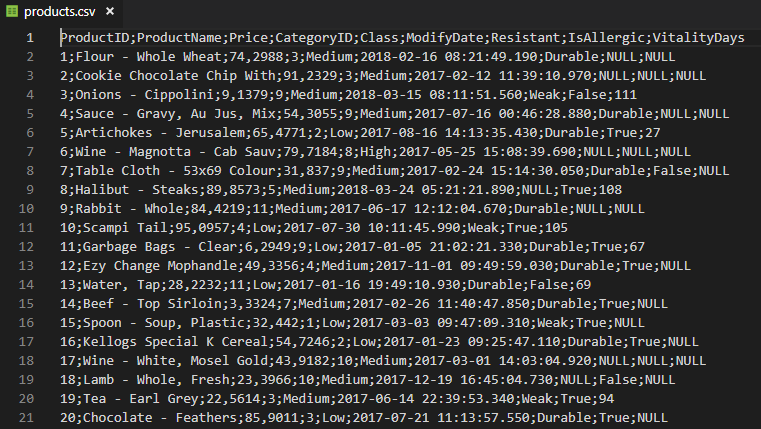 products.csv
1 ProductID;ProductName;Price;CategoryID;Class;ModifyDate;Resistant;IsAllergic;VitalityDays
2 1;Flour - Whole Wheat;74,2988;3;Medium;2018-02-16 08:21:49.190;Durable;NULL;NULL
3 2;Cookie Chocolate Chip With;91,2329;3;Medium;2017-02-12 11:39:10.970;NULL;NULL;NULL
4 3;Onions - Cippolini;9,1379;9;Medium;2018-03-15 08:11:51.560;Weak;False;111
5 4;Sauce - Gravy, Au Jus, Mix;54,3055;9;Medium;2017-07-16 00:46:28.880;Durable;NULL;NULL
6 5;Artichokes - Jerusalem;65,4771;2;Low;2017-08-16 14:13:35.430;Durable;True;27
7 6;Wine - Magnotta - Cab Sauv;79,7184;8;High;2017-05-25 15:08:39.690;NULL;NULL;NULL
8 7;Table Cloth - 53x69 Colour;31,837;9;Medium;2017-02-24 15:14:30.050;Durable;False;NULL
9 8;Halibut - Steaks;89,8573;5;Medium;2018-03-24 05:21:21.890;NULL;True;108
10 9;Rabbit - Whole;84,4219;11;Medium;2017-06-17 12:12:04.670;Durable;NULL;NULL
11 10;Scampi Tail;95,0957;4;Low;2017-07-30 10:11:45.990;Weak;True;105
12 11;Garbage Bags - Clear;6,2949;9;Low;2017-01-05 21:02:21.330;Durable;True;67
13 12;Ezy Change Mophandle;49,3356;4;Medium;2017-11-01 09:49:59.030;Durable;True;NULL
14 13;Water, Tap;28,2232;11;Low;2017-01-16 19:49:10.930;Durable;False;69
15 14;Beef - Top Sirloin;3,3324;7;Medium;2017-02-26 11:40:47.850;Durable;True;NULL
16 15;Spoon - Soup, Plastic;32,442;1;Low;2017-03-03 09:47:09.310;Weak;True;NULL
17 16;Kellogs Special K Cereal;54,7246;2;Low;2017-01-23 09:25:47.110;Durable;True;NULL
18 17;Wine - White, Mosel Gold;43,9182;10;Medium;2017-03-01 14:03:04.920;NULL;NULL;NULL
19 18;Lamb - Whole, Fresh;23,3966;10;Medium;2017-12-19 16:45:04.730;NULL;False;NULL
20 19;Tea - Earl Grey;22,5614;3;Medium;2017-06-14 22:39:53.340;Weak;True;94
21 20;Chocolate - Feathers;85,9011;3;Low;2017-07-21 11:13:57.550;Durable;True;NULL